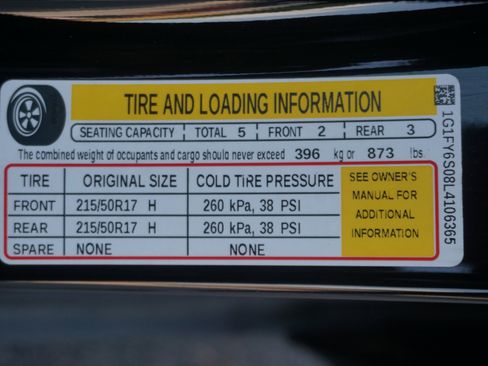 TIRE AND LOADING INFORMATION
SEATING CAPACITY TOTAL 5 FRONT 2 REAR 3
The combined weight of occupants and cargo should never exceed 396 kg or 873 lbs
TIRE ORIGINAL SIZE COLD TIRE PRESSURE
FRONT 215/50R17 H 260 kPa, 38 PSI
REAR 215/50R17 H 260 kPa, 38 PSI
SPARE NONE NONE
SEE OWNER'S
MANUAL FOR
ADDITIONAL
INFORMATION
1G1FY6S08L4106365